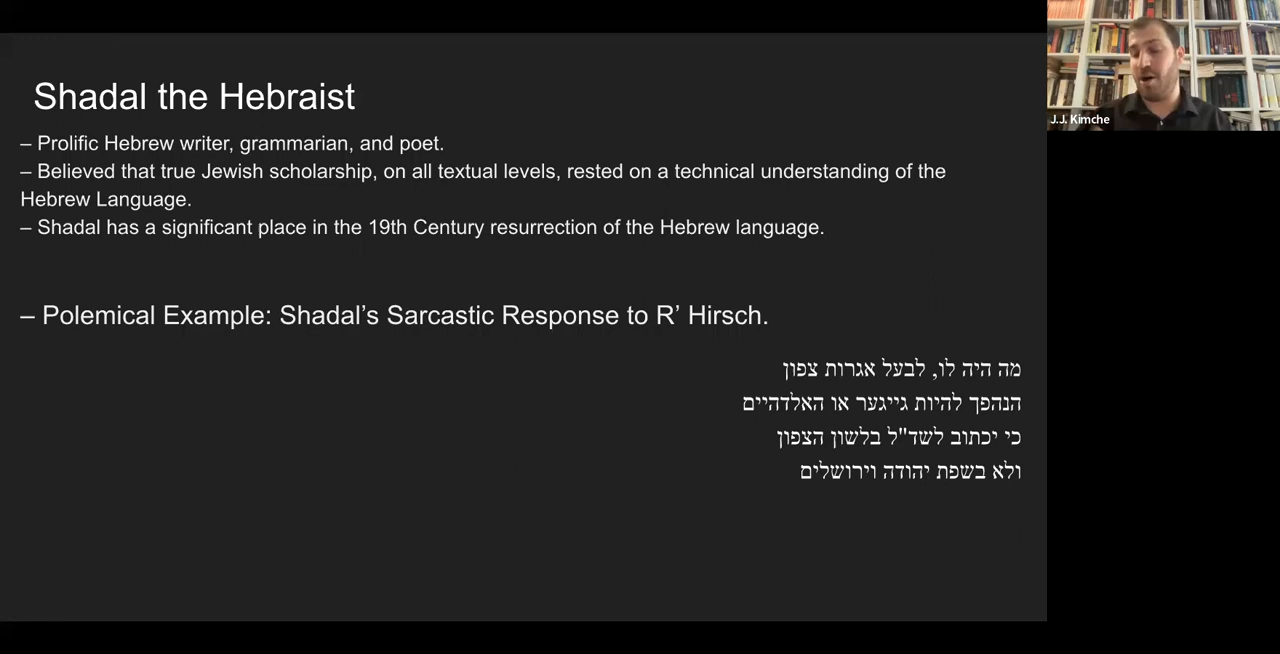 Shadal the Hebraist
– Prolific Hebrew writer, grammarian, and poet.
– Believed that true Jewish scholarship, on all textual levels, rested on a technical understanding of the
Hebrew Language.
– Shadal has a significant place in the 19th Century resurrection of the Hebrew language.
– Polemical Example: Shadal’s Sarcastic Response to R’ Hirsch.
מה היה לו, לבעל אגרות צפון
הנהפך להיות גייגער או האלדהיים
כי יכתוב לשד"ל בלשון הצפון
ולא בשפת יהודה וירושלים
J.J. Kimche